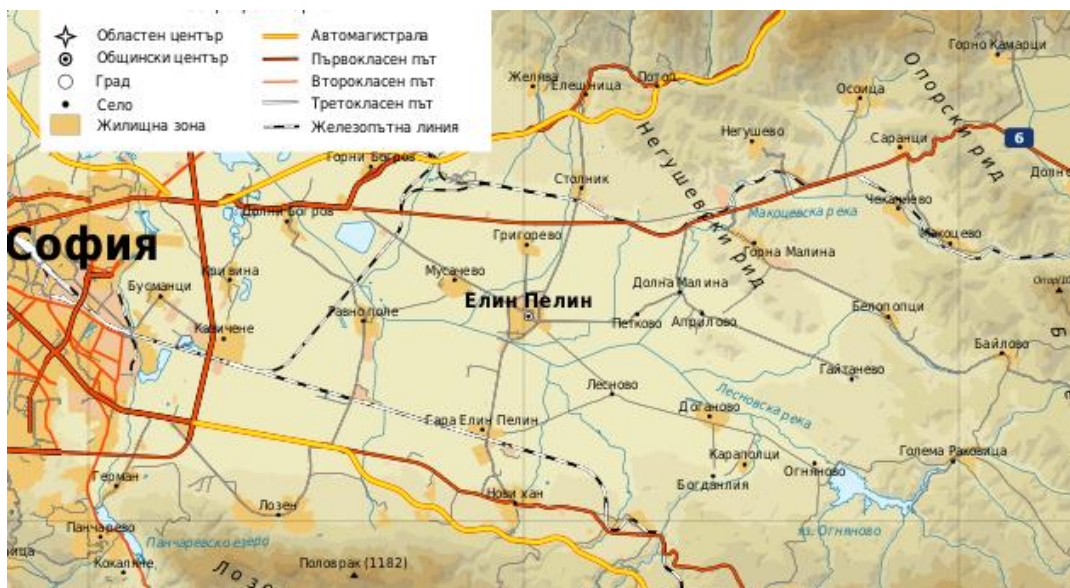 Областен център
Автомагистрала
Общински център
Първокласен път
Град
Второкласен път
Село
Третокласен път
Жилищна зона
Железопътна линия
Горно Камарци
Желява
Елешница
Потоп
Осоица
Опорски рид
Негушево
Саранци
6
Негушевски рид
Горни Богров
Столник
Долно
Чеканчево
Долни Богров
Макоцевска река
Макоцево
София
Григорево
Горна Малина
Кривина
Мусачево
Бусманци
Долна Малина
Елин Пелин
Равно поле
Белопопци
Казичене
Петково
Априлово
Байлово
Гайтанево
Лесново
Лесновска река
Доганово
Гара Елин Пелин
Голема Раковица
Караполци
Огняново
Богданлия
Герман
Нови хан
Лозен
Панчарево
яз. Огняново
Панчаревско езеро
Половрак (1182)
Кокаляне
Лозе